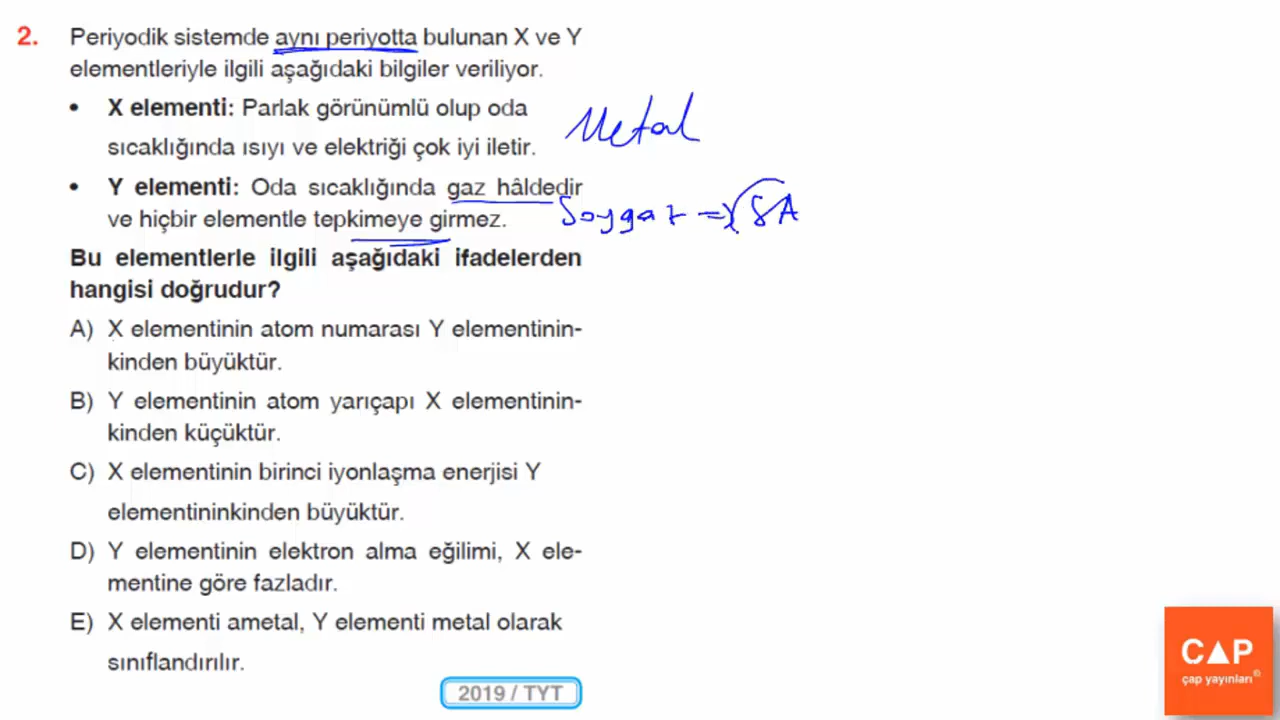 2. Periyodik sistemde aynı periyotta bulunan X ve Y
elementleriyle ilgili aşağıdaki bilgiler veriliyor.
• X elementi: Parlak görünümlü olup oda
sıcaklığında ısıyı ve elektriği çok iyi iletir.
Metal
• Y elementi: Oda sıcaklığında gaz hâldedir
ve hiçbir elementle tepkimeye girmez.
Soygaz = 8A
Bu elementlerle ilgili aşağıdaki ifadelerden
hangisi doğrudur?
A) X elementinin atom numarası Y elementinin-
kinden büyüktür.
B) Y elementinin atom yarıçapı X elementinin-
kinden küçüktür.
C) X elementinin birinci iyonlaşma enerjisi Y
elementininkinden büyüktür.
D) Y elementinin elektron alma eğilimi, X ele-
mentine göre fazladır.
E) X elementi ametal, Y elementi metal olarak
sınıflandırılır.
2019 / TYT
ÇAP
çap yayınları®